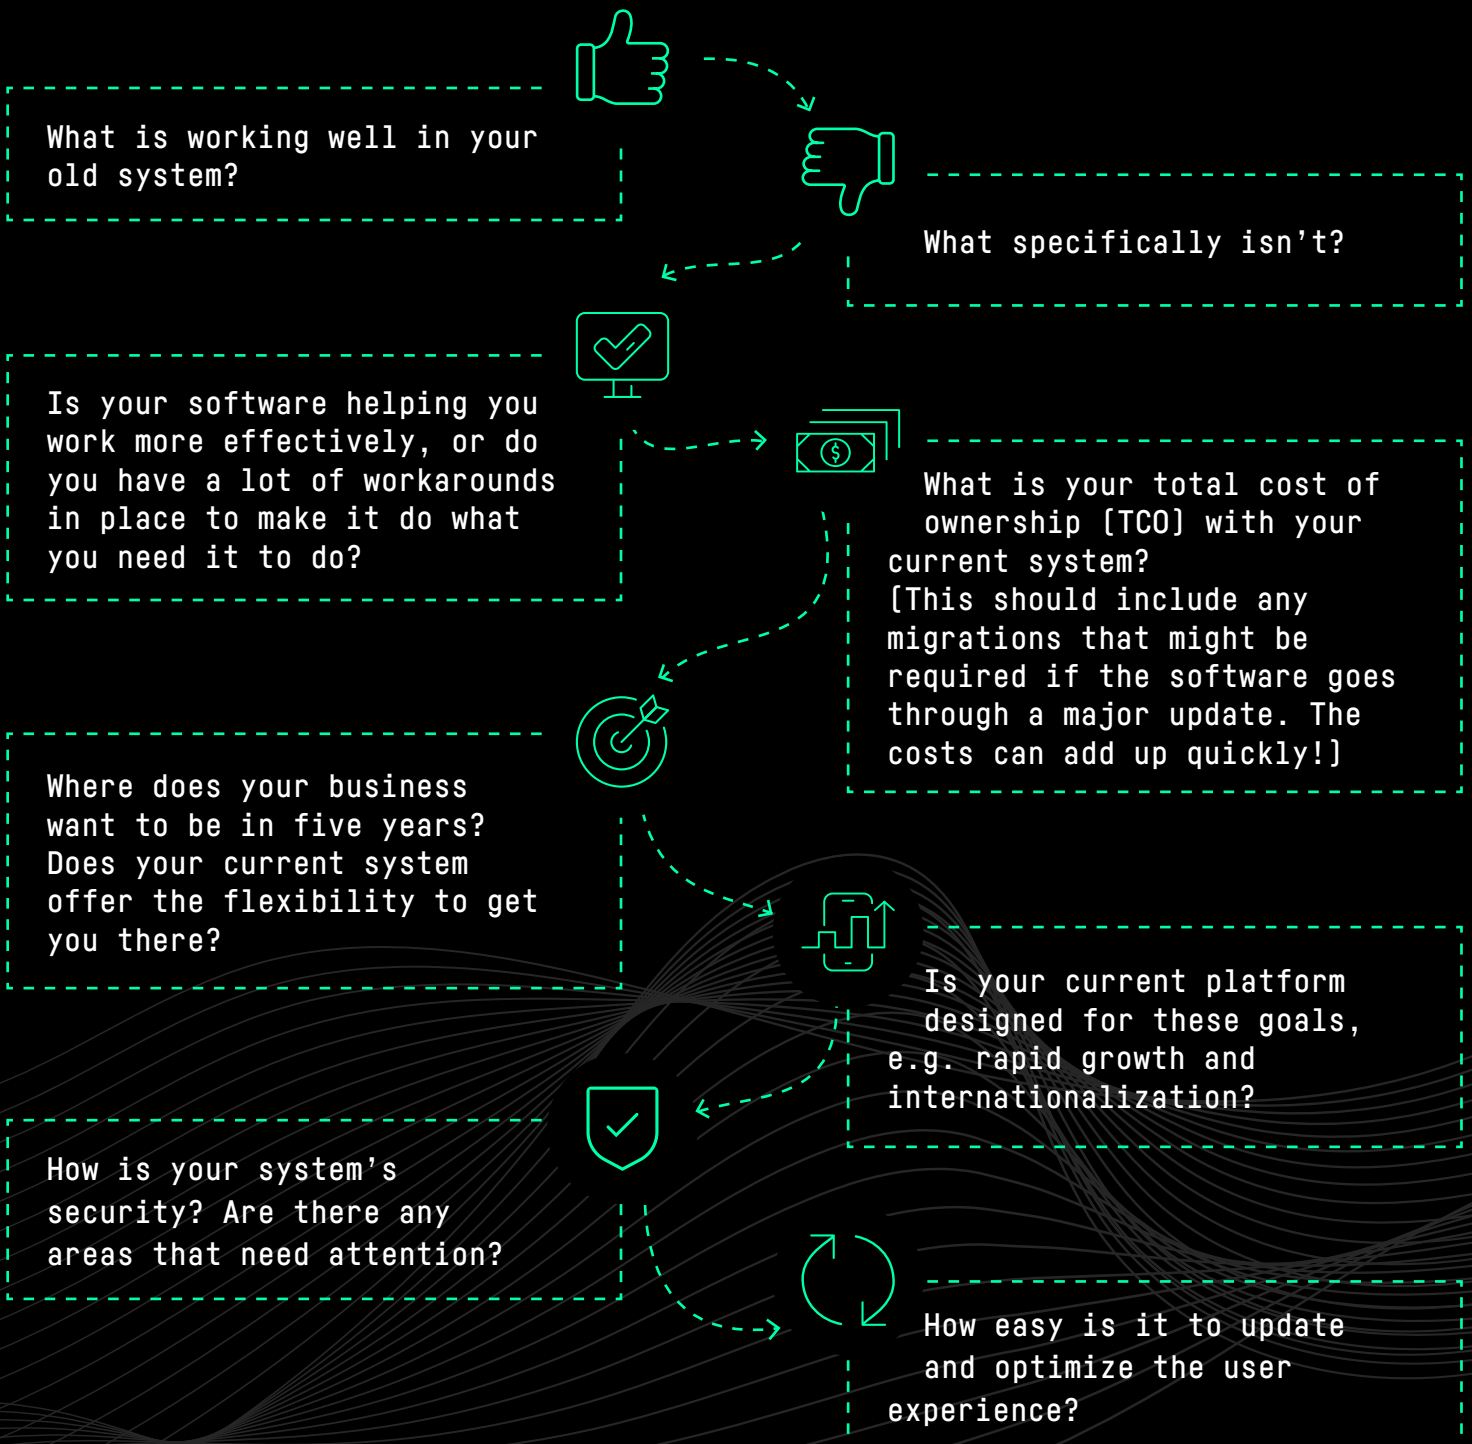 What is working well in your
old system?
What specifically isn't?
Is your software helping you
work more effectively, or do
you have a lot of workarounds
in place to make it do what
you need it to do?
What is your total cost of
ownership [TCO] with your
current system?
[This should include any
migrations that might be
required if the software goes
through a major update. The
costs can add up quickly!]
Where does your business
want to be in five years?
Does your current system
offer the flexibility to get
you there?
Is your current platform
designed for these goals,
e.g. rapid growth and
internationalization?
How is your system's
security? Are there any
areas that need attention?
How easy is it to update
and optimize the user
experience?